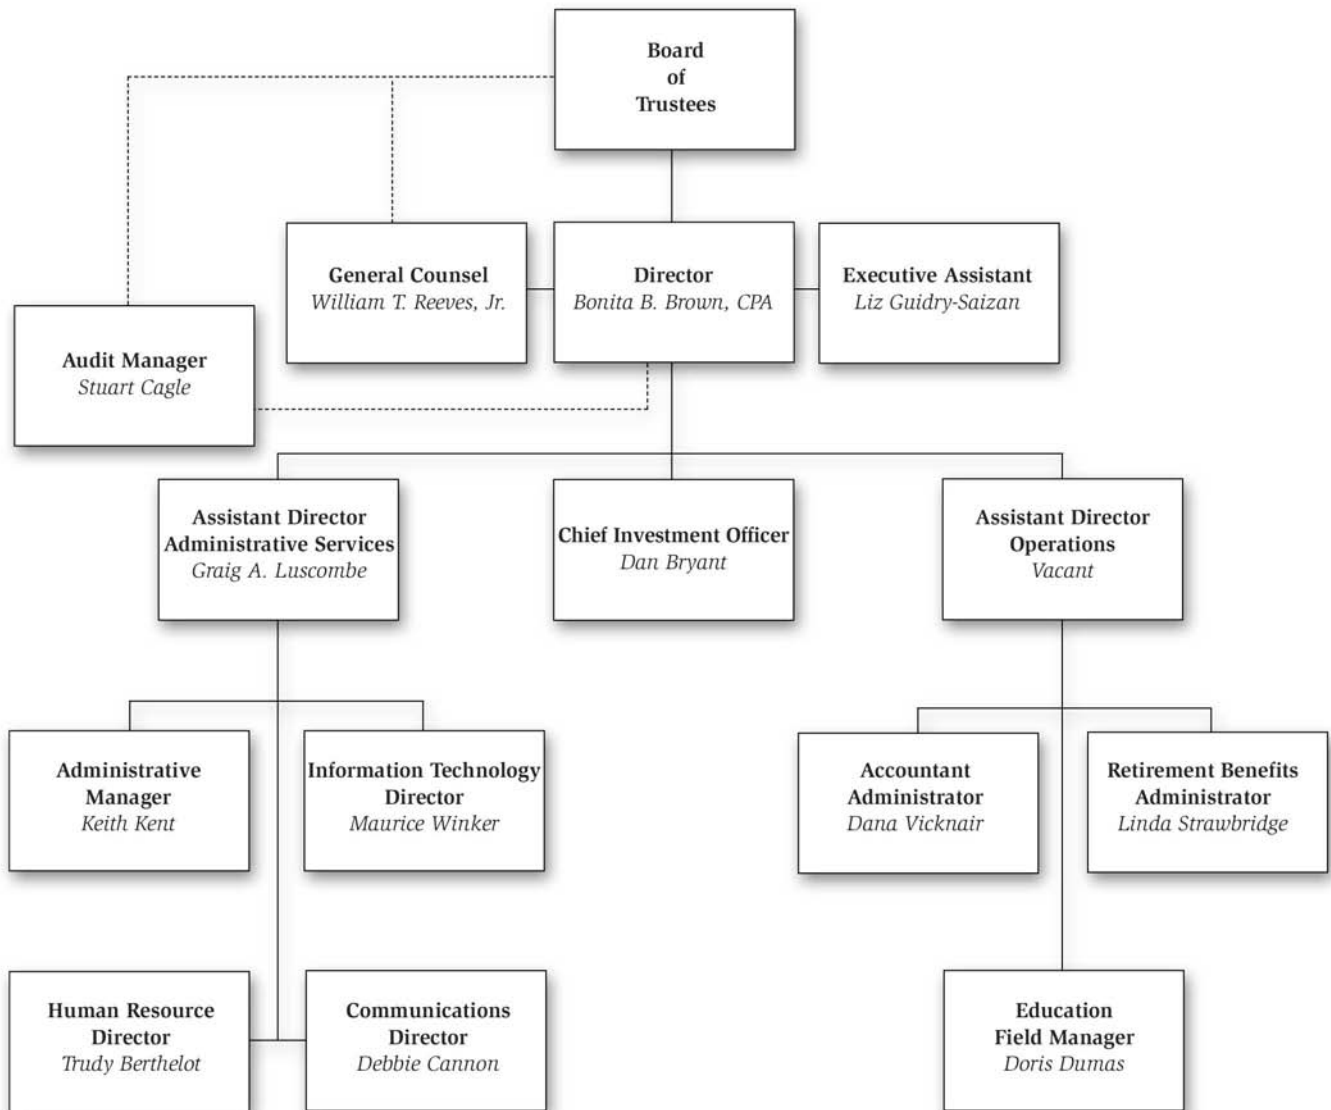 Board
of
Trustees
General Counsel
William T. Reeves, Jr.
Director
Bonita B. Brown, CPA
Executive Assistant
Liz Guidry-Saizan
Audit Manager
Stuart Cagle
Assistant Director
Administrative Services
Graig A. Luscombe
Chief Investment Officer
Dan Bryant
Assistant Director
Operations
Vacant
Administrative
Manager
Keith Kent
Information Technology
Director
Maurice Winker
Accountant
Administrator
Dana Vicknair
Retirement Benefits
Administrator
Linda Strawbridge
Human Resource
Director
Trudy Berthelot
Communications
Director
Debbie Cannon
Education
Field Manager
Doris Dumas